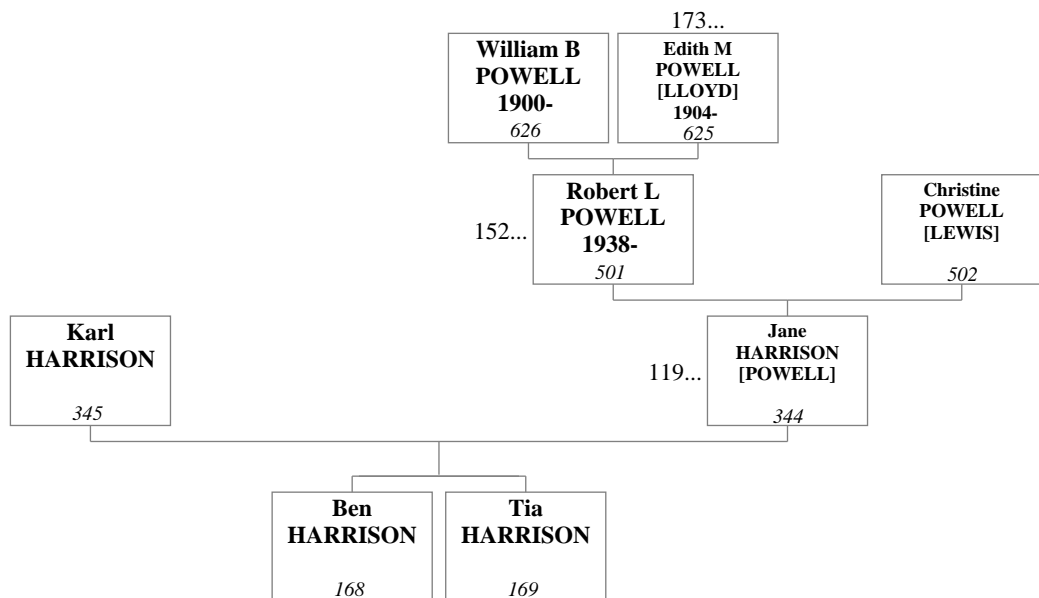 173...
William B
POWELL
1900-
626
Edith M
POWELL
[LLOYD]
1904-
625
152...
Robert L
POWELL
1938-
501
Christine
POWELL
[LEWIS]
502
Karl
HARRISON
345
119...
Jane
HARRISON
[POWELL]
344
Ben
HARRISON
168
Tia
HARRISON
169